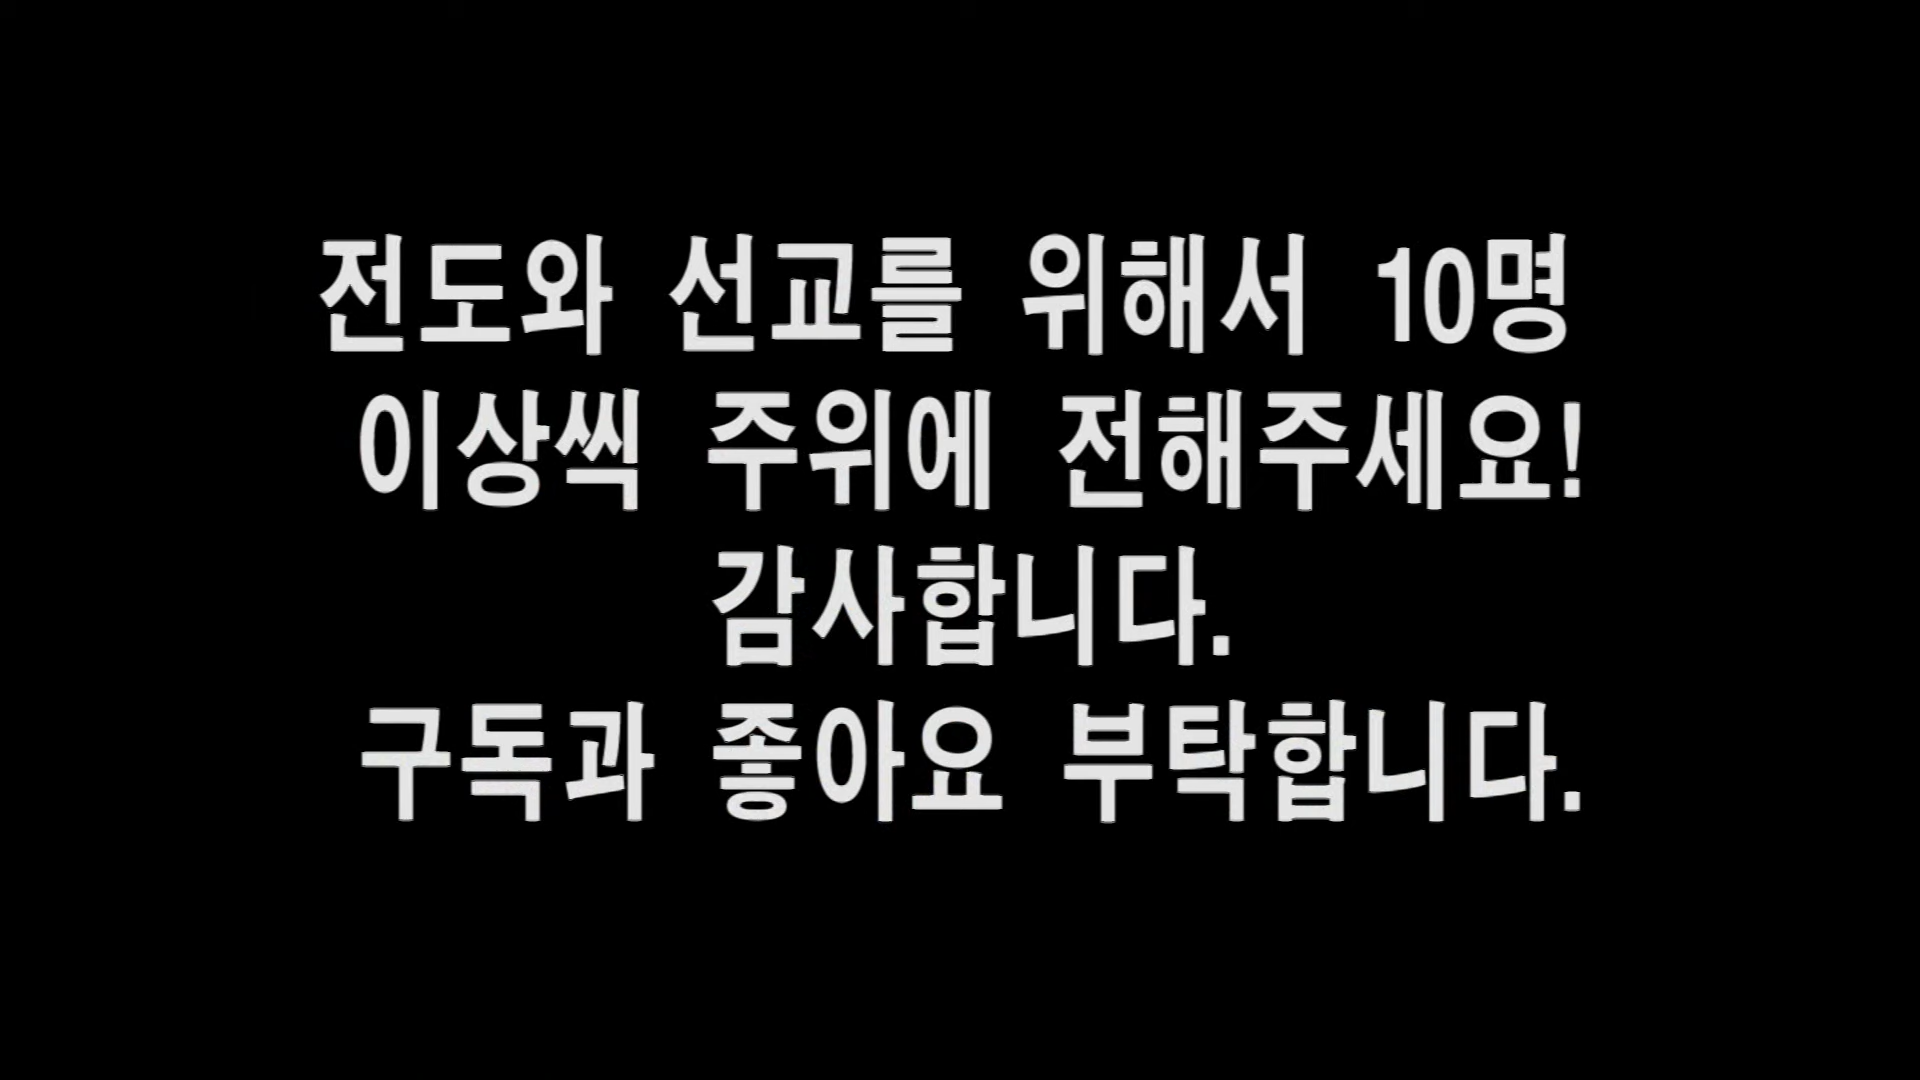 전도와 선교를 위해서 10명
이상씩 주위에 전해주세요!
감사합니다.
구독과 좋아요 부탁합니다.